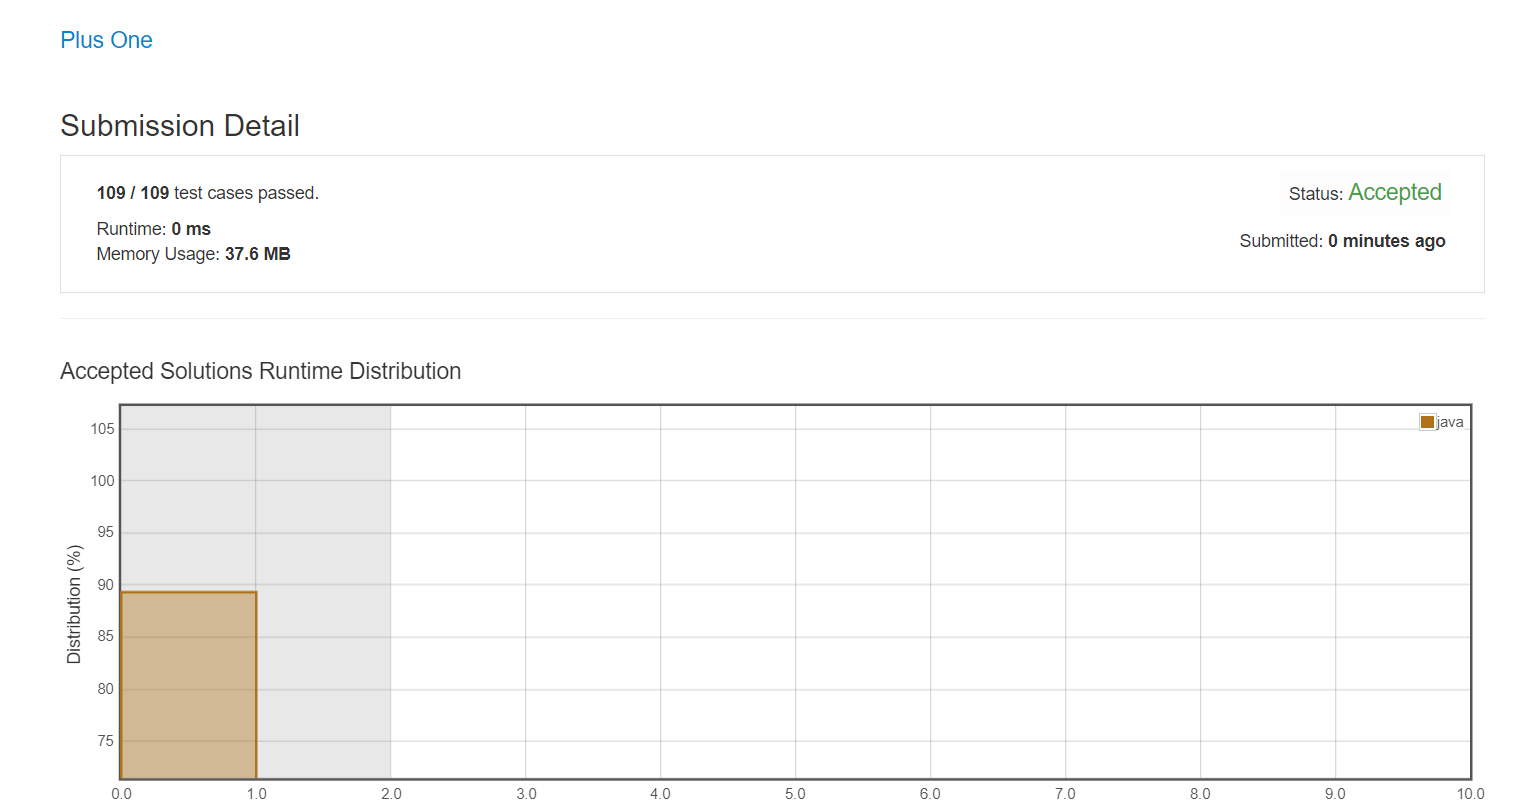 Plus One
Submission Detail
109 / 109 test cases passed.
Status: Accepted
Runtime: 0 ms
Submitted: 0 minutes ago
Memory Usage: 37.6 MB
Accepted Solutions Runtime Distribution
java
Distribution (%)
105
100
95
90
85
80
75
0.0 1.0 2.0 3.0 4.0 5.0 6.0 7.0 8.0 9.0 10.0